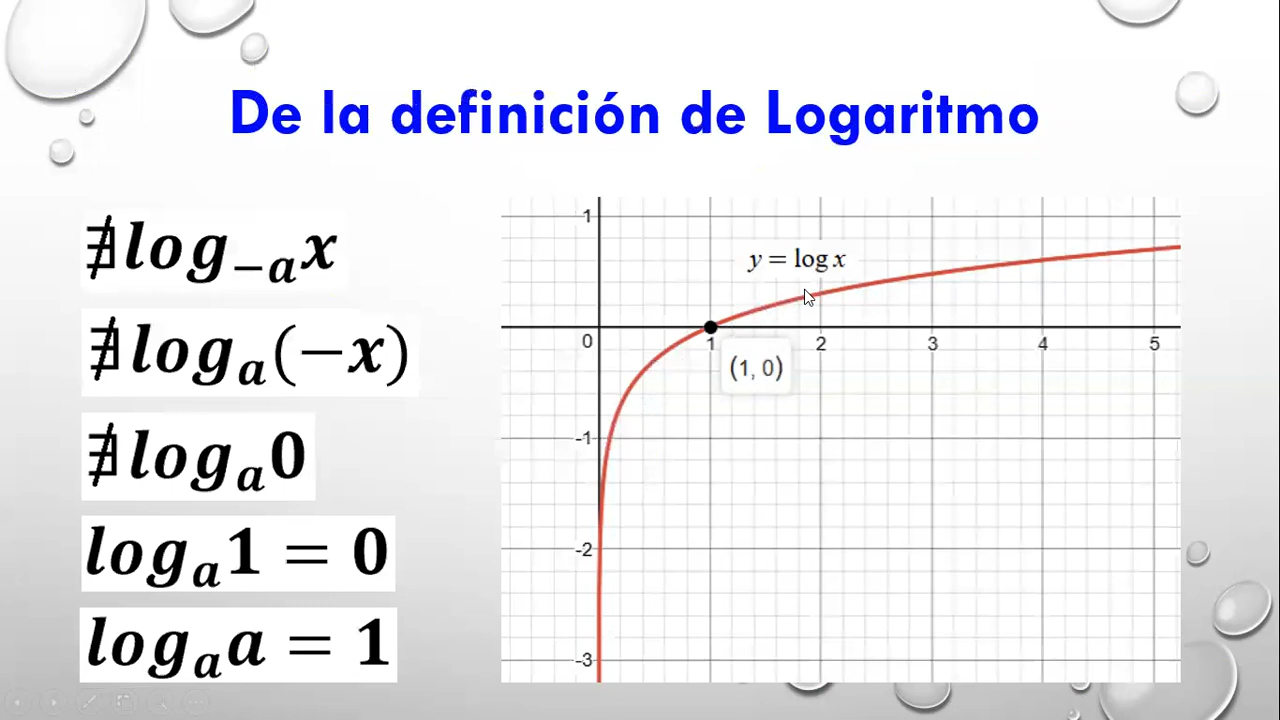 De la definición de Logaritmo
∄log₋ₐx
∄logₐ(−x)
∄logₐ0
logₐ1 = 0
logₐa = 1
y = log x
(1, 0)
1
0
1
2
3
4
5
-1
-2
-3